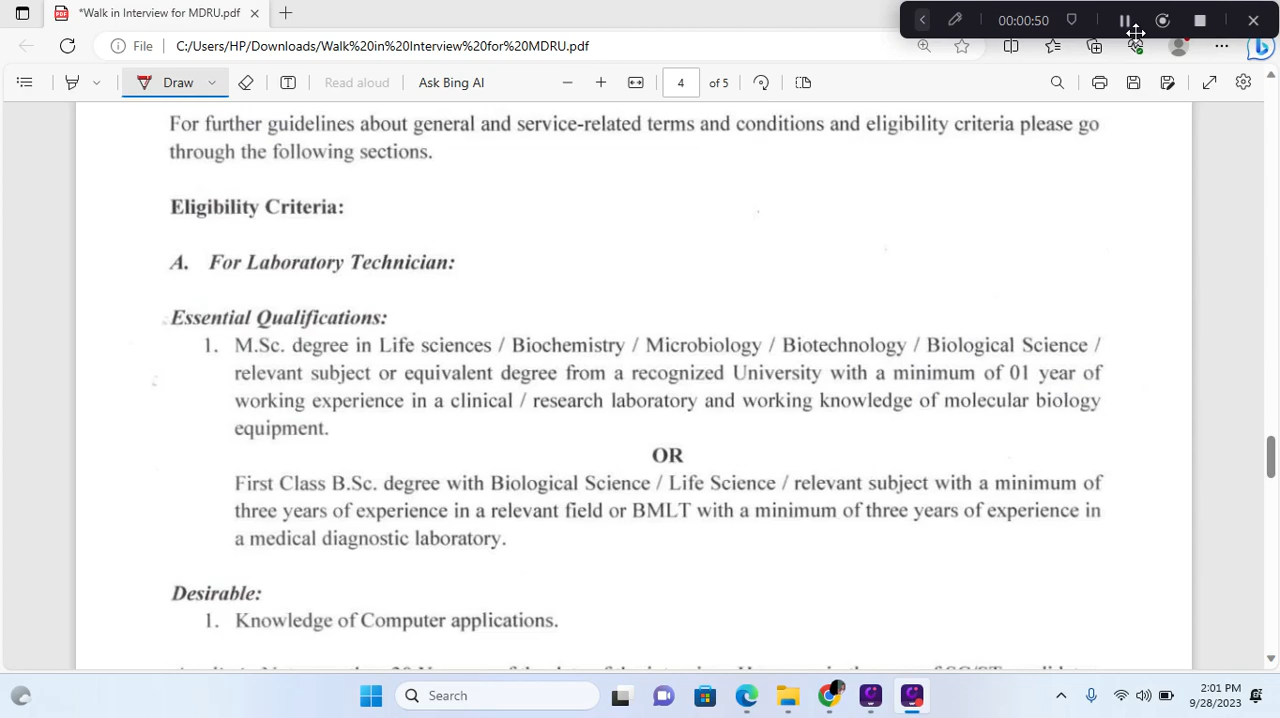 *Walk in Interview for MDRU.pdf
00:00:50
File
C:/Users/HP/Downloads/Walk%20in%20Interview%20for%20MDRU.pdf
Draw
Read aloud
Ask Bing AI
4
of 5
For further guidelines about general and service-related terms and conditions and eligibility criteria please go
through the following sections.
Eligibility Criteria:
A. For Laboratory Technician:
Essential Qualifications:
1. M.Sc. degree in Life sciences / Biochemistry / Microbiology / Biotechnology / Biological Science /
relevant subject or equivalent degree from a recognized University with a minimum of 01 year of
working experience in a clinical / research laboratory and working knowledge of molecular biology
equipment.
OR
First Class B.Sc. degree with Biological Science / Life Science / relevant subject with a minimum of
three years of experience in a relevant field or BMLT with a minimum of three years of experience in
a medical diagnostic laboratory.
Desirable:
1. Knowledge of Computer applications.
Search
2:01 PM
9/28/2023